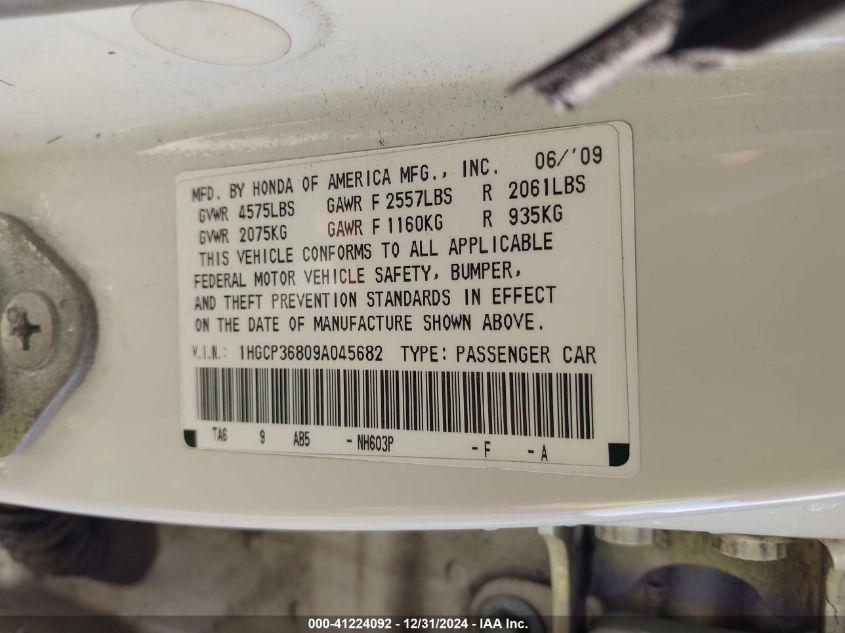 MFD. BY HONDA OF AMERICA MFG., INC. 06/'09
GVWR 4575LBS GAWR F 2557LBS R 2061LBS
GVWR 2075KG GAWR F 1160KG R 935KG
THIS VEHICLE CONFORMS TO ALL APPLICABLE
FEDERAL MOTOR VEHICLE SAFETY, BUMPER,
AND THEFT PREVENTION STANDARDS IN EFFECT
ON THE DATE OF MANUFACTURE SHOWN ABOVE.
V.I.N.: 1HGCP36809A045682 TYPE: PASSENGER CAR
TA6 9 AB5 - NH603P - F - A
000-41224092 - 12/31/2024 - IAA Inc.